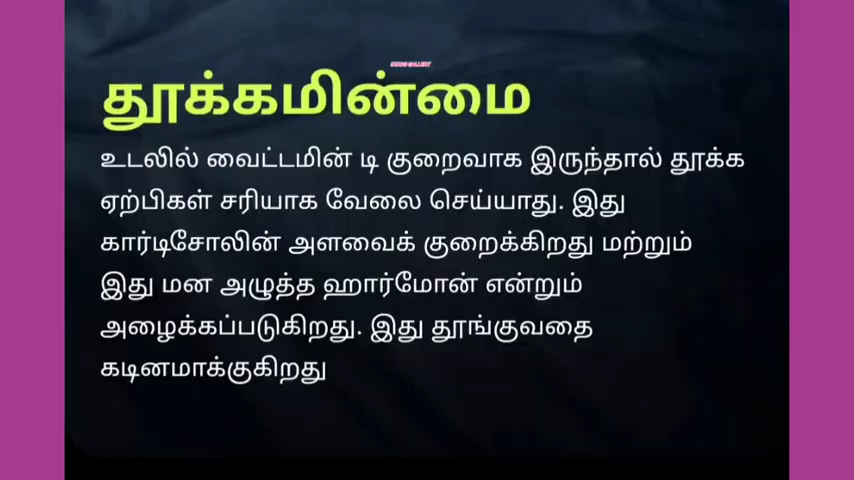 தூக்கமின்மை
உடலில் வைட்டமின் டி குறைவாக இருந்தால் தூக்க
ஏற்பிகள் சரியாக வேலை செய்யாது. இது
கார்டிசோலின் அளவைக் குறைக்கிறது மற்றும்
இது மன அழுத்த ஹார்மோன் என்றும்
அழைக்கப்படுகிறது. இது தூங்குவதை
கடினமாக்குகிறது